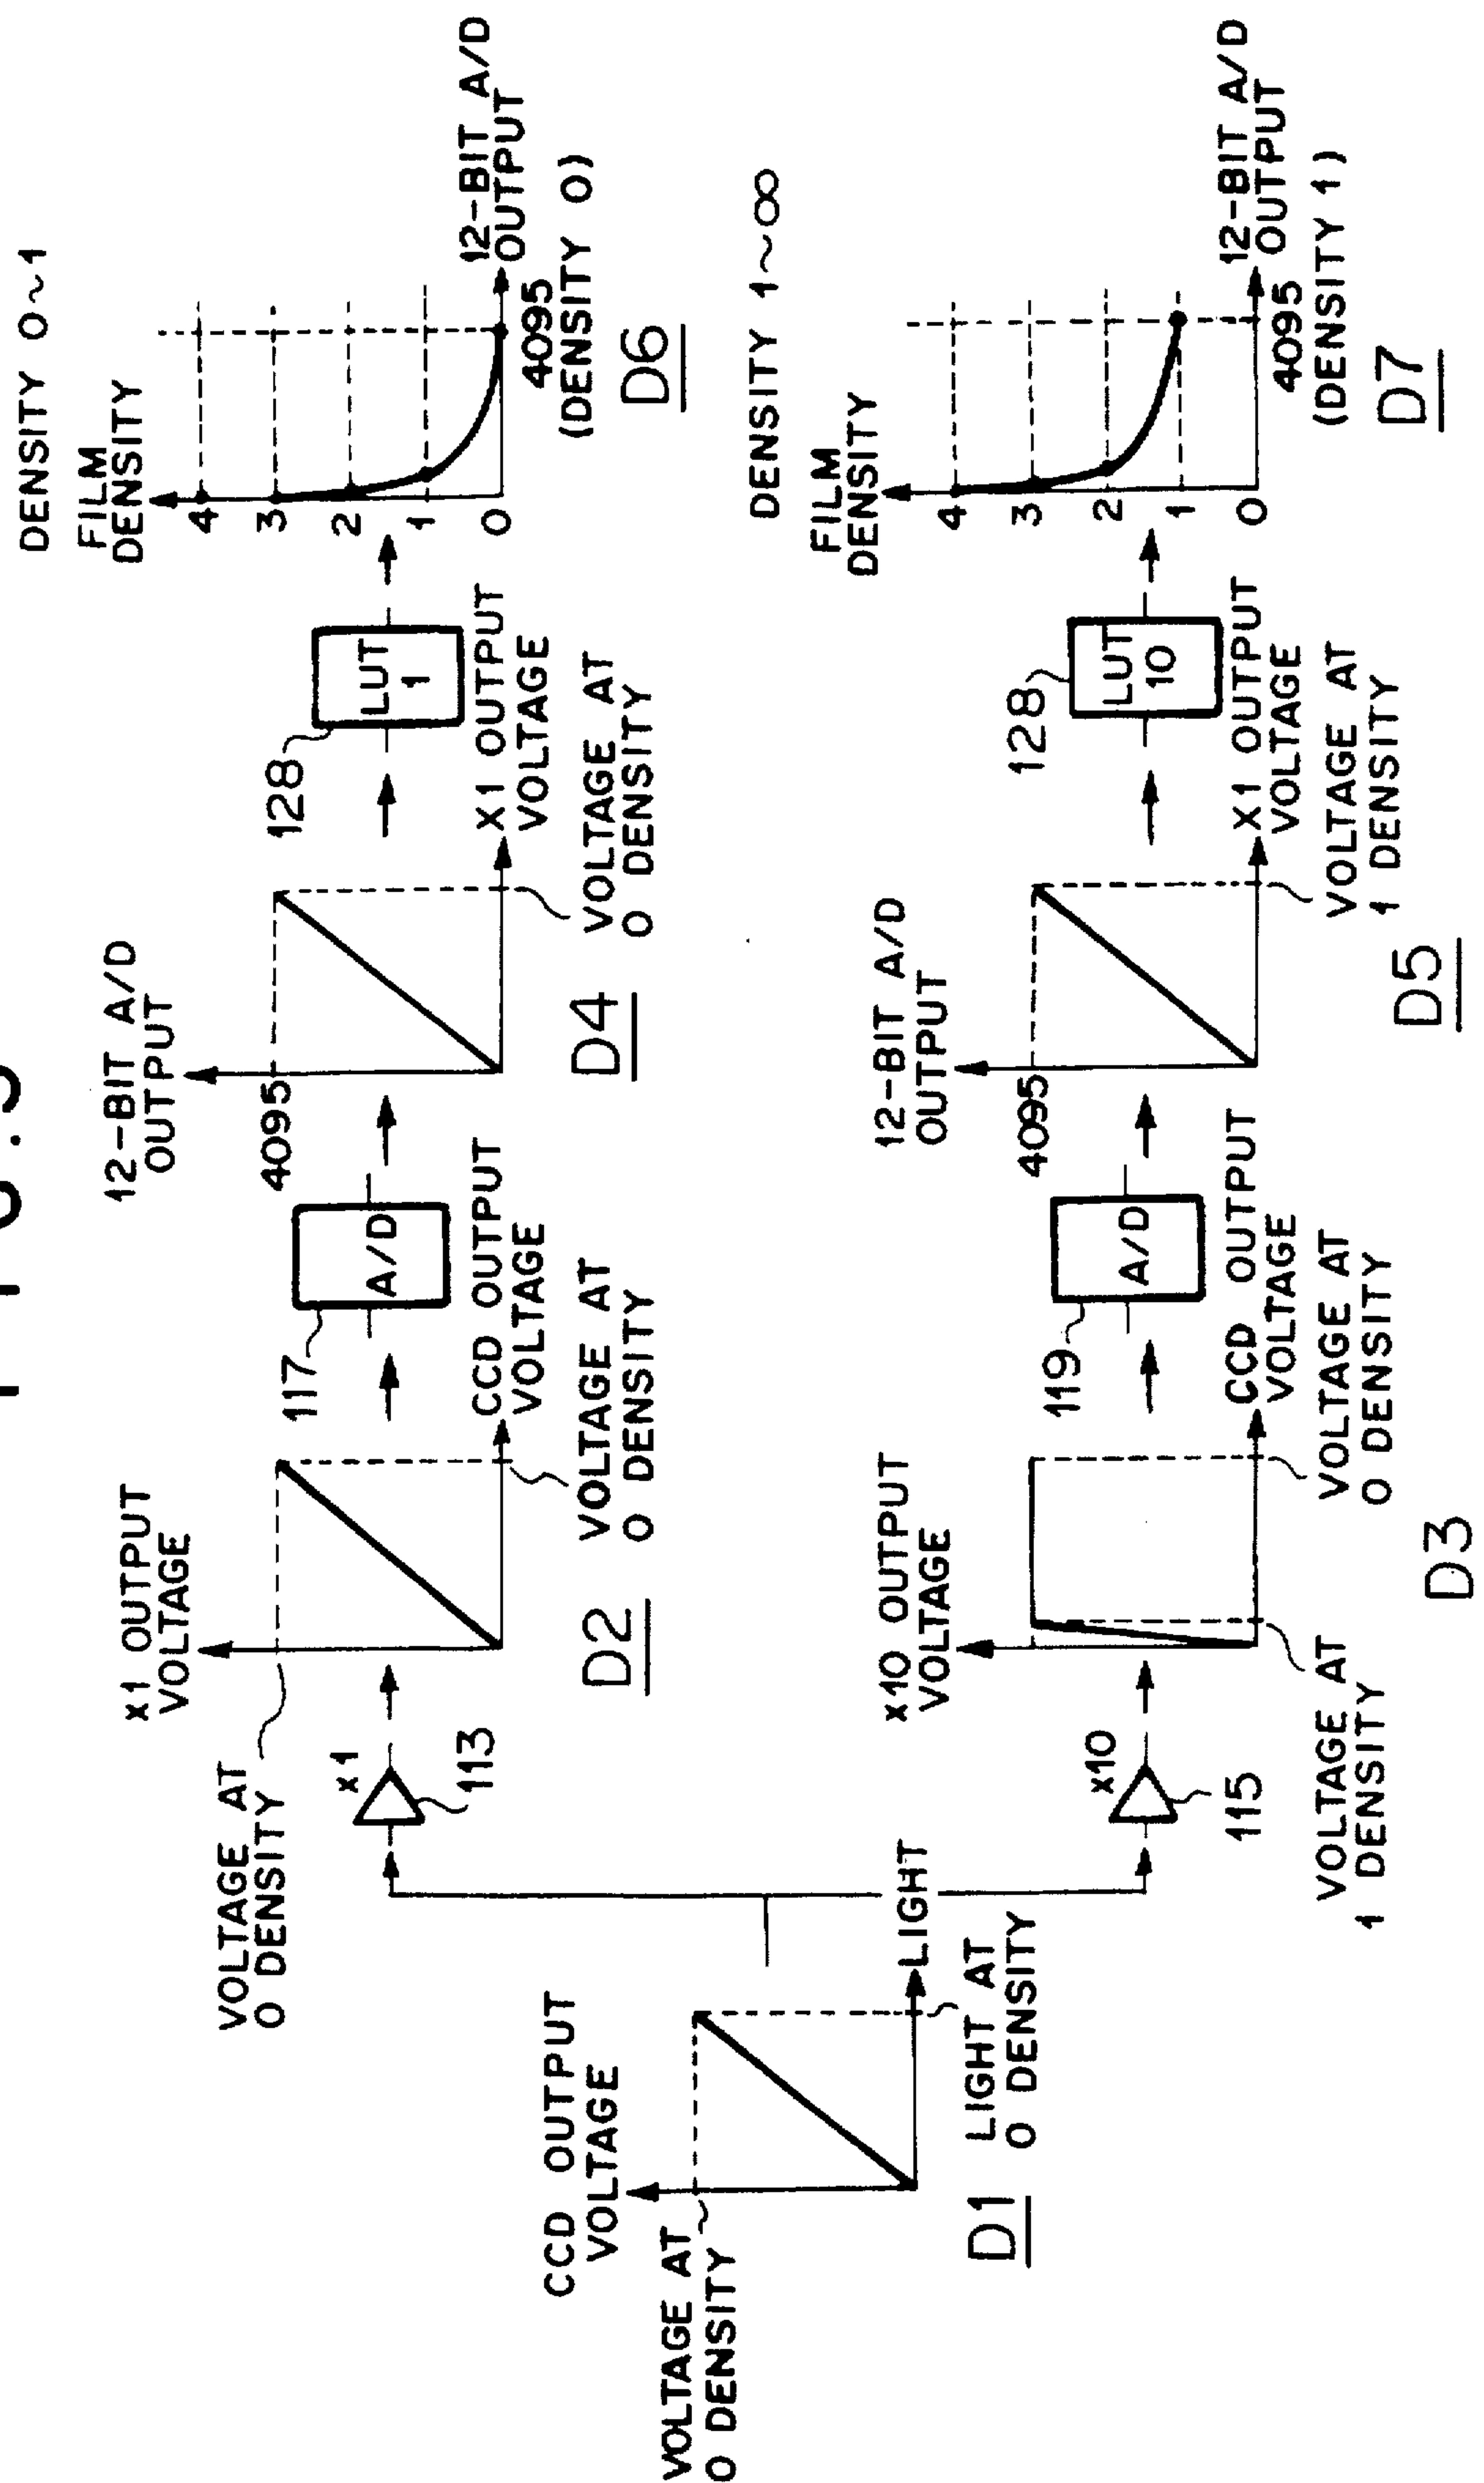 CCD OUTPUT
VOLTAGE
VOLTAGE AT
0 DENSITY
LIGHT
LIGHT AT
0 DENSITY
D1
VOLTAGE AT
0 DENSITY
x1
113
x1 OUTPUT
VOLTAGE
CCD OUTPUT
VOLTAGE
VOLTAGE AT
0 DENSITY
D2
117
A/D
12-BIT A/D
OUTPUT
4095
X1 OUTPUT
VOLTAGE
VOLTAGE AT
0 DENSITY
D4
128
LUT
1
DENSITY 0~1
FILM
DENSITY
4
3
2
1
0
12-BIT A/D
OUTPUT
4095
(DENSITY 0)
D6
x10
115
x10 OUTPUT
VOLTAGE
CCD OUTPUT
VOLTAGE
VOLTAGE AT
0 DENSITY
VOLTAGE AT
1 DENSITY
D3
119
A/D
12-BIT A/D
OUTPUT
4095
X1 OUTPUT
VOLTAGE
VOLTAGE AT
1 DENSITY
D5
128
LUT
10
DENSITY 1~∞
FILM
DENSITY
4
3
2
1
0
12-BIT A/D
OUTPUT
4095
(DENSITY 1)
D7